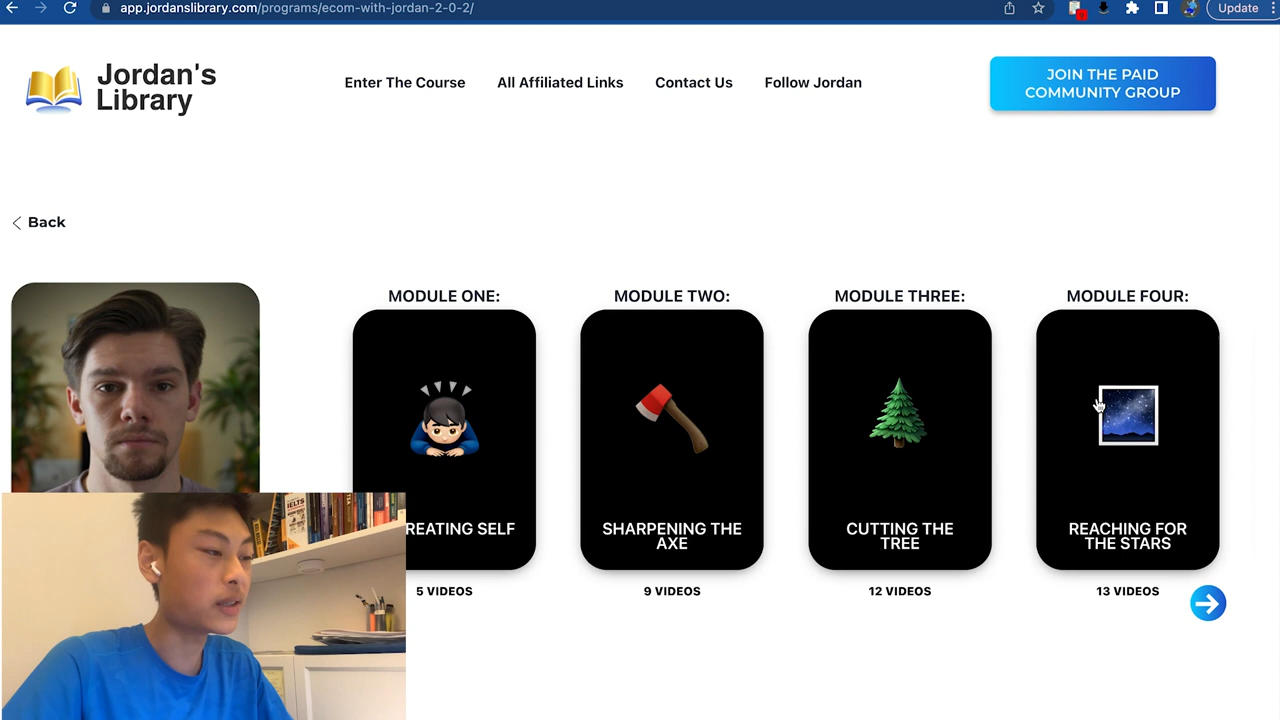 app.jordanslibrary.com/programs/ecom-with-jordan-2-0-2/
Update
Jordan's
Library
Enter The Course
All Affiliated Links
Contact Us
Follow Jordan
JOIN THE PAID
COMMUNITY GROUP
Back
MODULE ONE:
MODULE TWO:
MODULE THREE:
MODULE FOUR:
REATING SELF
SHARPENING THE
AXE
CUTTING THE
TREE
REACHING FOR
THE STARS
5 VIDEOS
9 VIDEOS
12 VIDEOS
13 VIDEOS
IELTS